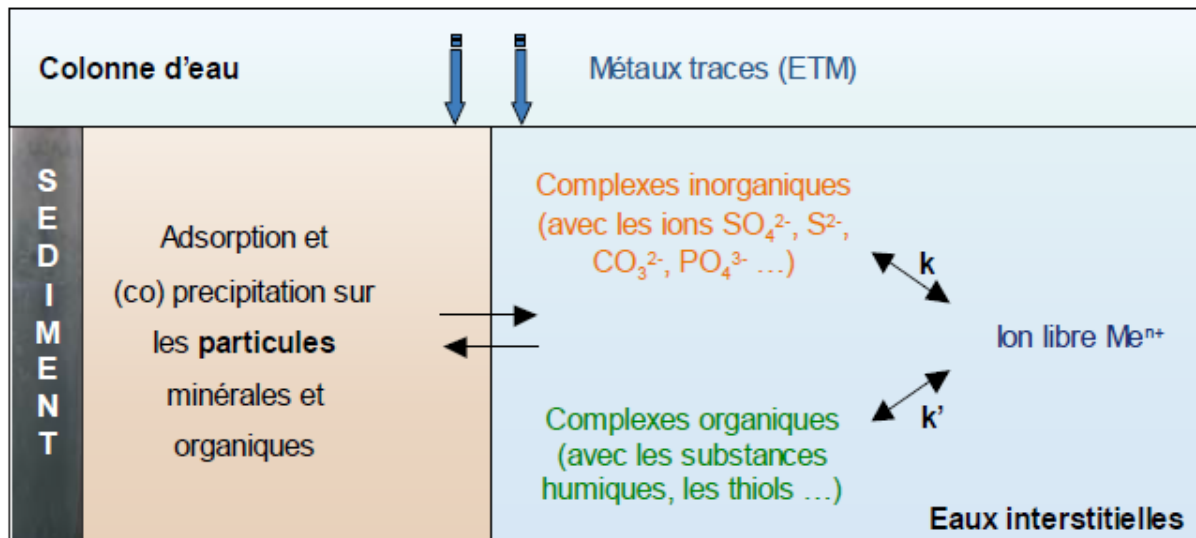 Colonne d'eau
Métaux traces (ETM)
SEDIMENT
Adsorption et
(co) precipitation sur
les particules
minérales et
organiques
Complexes inorganiques
(avec les ions SO₄²⁻, S²⁻,
CO₃²⁻, PO₄³⁻ …)
k
Ion libre Meⁿ⁺
k'
Complexes organiques
(avec les substances
humiques, les thiols …)
Eaux interstitielles